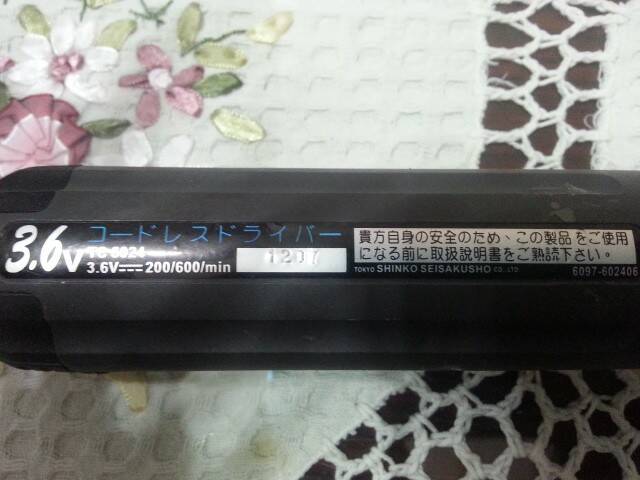 3.6V
コードレスドライバー
3.6V⎓200/600/min
1207
貴方自身の安全のため、この製品をご使用
になる前に取扱説明書をご熟読下さい。
TOKYO SHINKO SEISAKUSHO CO.,LTD
6097-602406